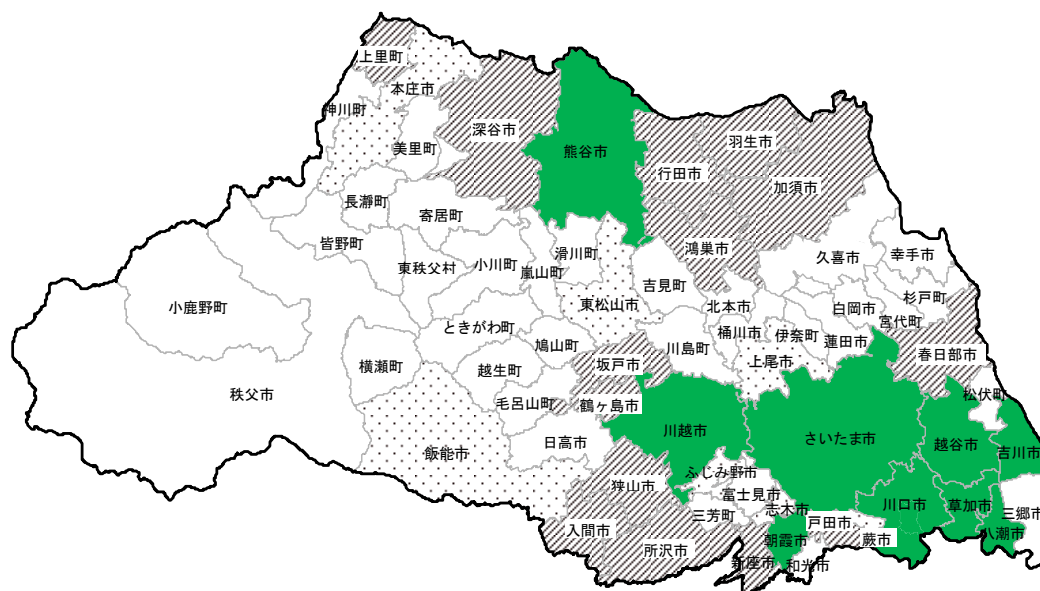 上里町
本庄市
神川町
美里町
深谷市
熊谷市
行田市
羽生市
加須市
長瀞町
寄居町
皆野町
東秩父村
小川町
嵐山町
滑川町
吉見町
鴻巣市
久喜市
幸手市
小鹿野町
東松山市
北本市
白岡市
杉戸町
宮代町
ときがわ町
鳩山町
川島町
桶川市
伊奈町
蓮田市
春日部市
横瀬町
越生町
坂戸市
上尾市
松伏町
秩父市
毛呂山町
鶴ヶ島市
川越市
さいたま市
越谷市
吉川市
飯能市
日高市
ふじみ野市
狭山市
富士見市
三芳町
志木市
川口市
草加市
三郷市
入間市
所沢市
戸田市
朝霞市
蕨市
八潮市
新座市
和光市